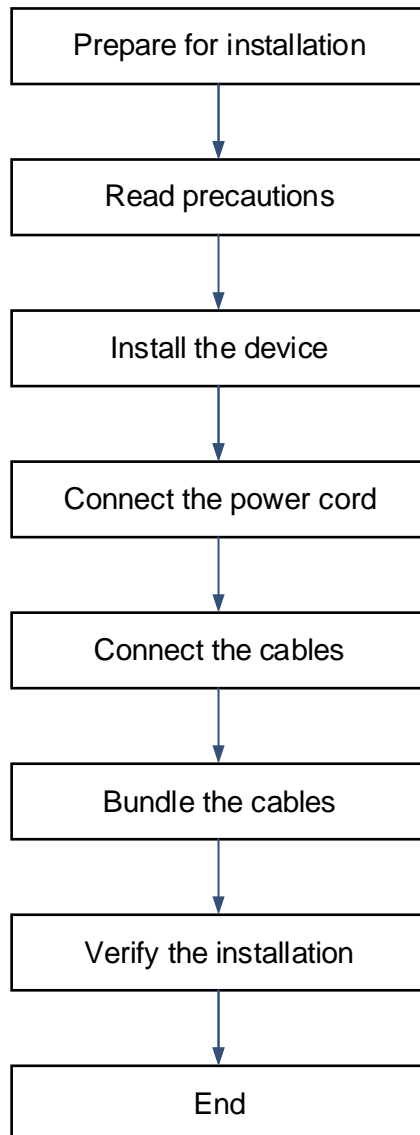 Prepare for installation
Read precautions
Install the device
Connect the power cord
Connect the cables
Bundle the cables
Verify the installation
End